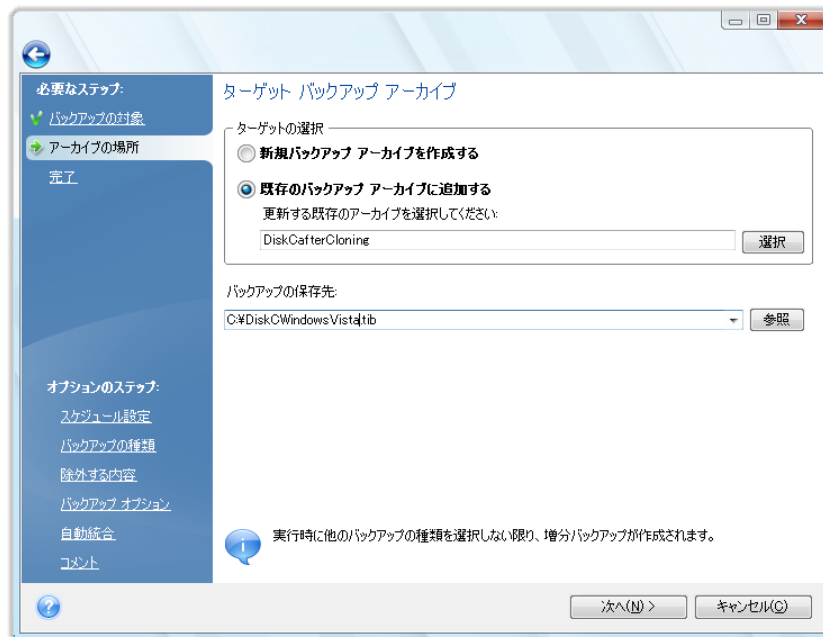 必要なステップ:
バックアップの対象
アーカイブの場所
完了
オプションのステップ:
スケジュール設定
バックアップの種類
除外する内容
バックアップ オプション
自動統合
コメント
ターゲット バックアップ アーカイブ
ターゲットの選択
新規バックアップ アーカイブを作成する
既存のバックアップ アーカイブに追加する
更新する既存のアーカイブを選択してください:
DiskCafterCloning
選択
バックアップの保存先:
C:¥DiskCWindowsVista.tib
参照
実行時に他のバックアップの種類を選択しない限り、増分バックアップが作成されます。
次へ(N) >
キャンセル(C)